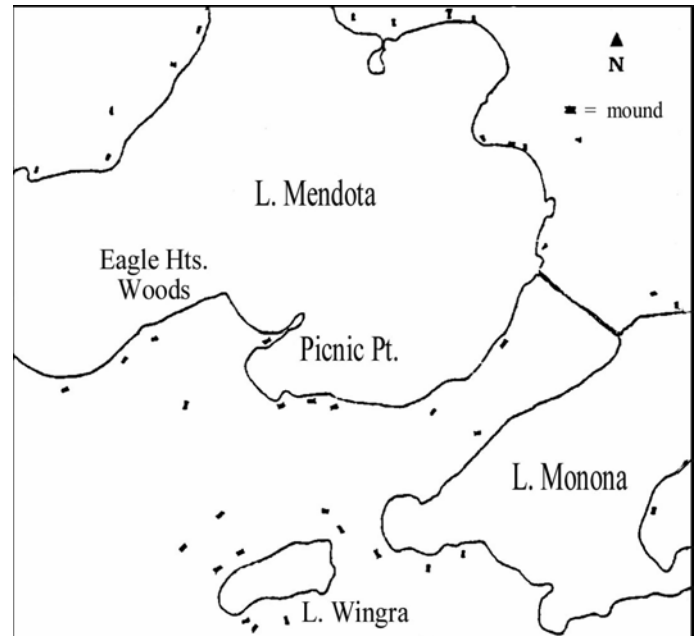 N
= mound
L. Mendota
Eagle Hts.
Woods
Picnic Pt.
L. Monona
L. Wingra